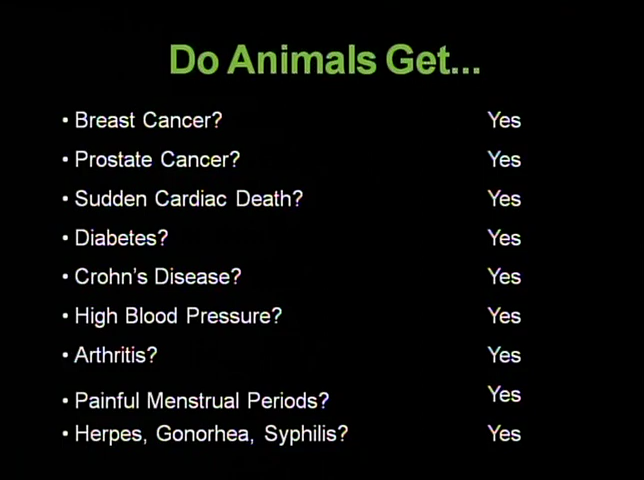 Do Animals Get...
• Breast Cancer? Yes
• Prostate Cancer? Yes
• Sudden Cardiac Death? Yes
• Diabetes? Yes
• Crohn's Disease? Yes
• High Blood Pressure? Yes
• Arthritis? Yes
• Painful Menstrual Periods? Yes
• Herpes, Gonorhea, Syphilis? Yes